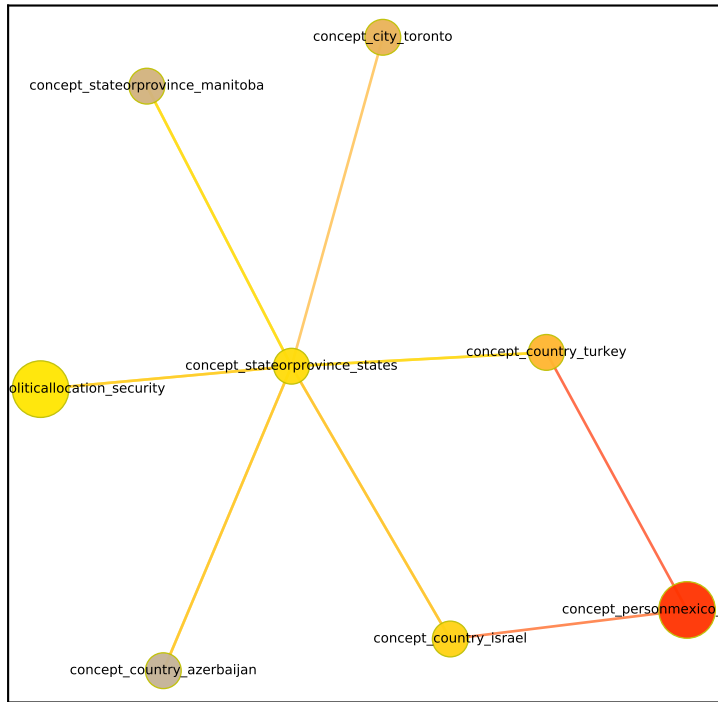 concept_city_toronto
concept_stateorprovince_manitoba
concept_country_turkey
concept_stateorprovince_states
oliticallocation_security
concept_personmexico_
concept_country_israel
concept_country_azerbaijan